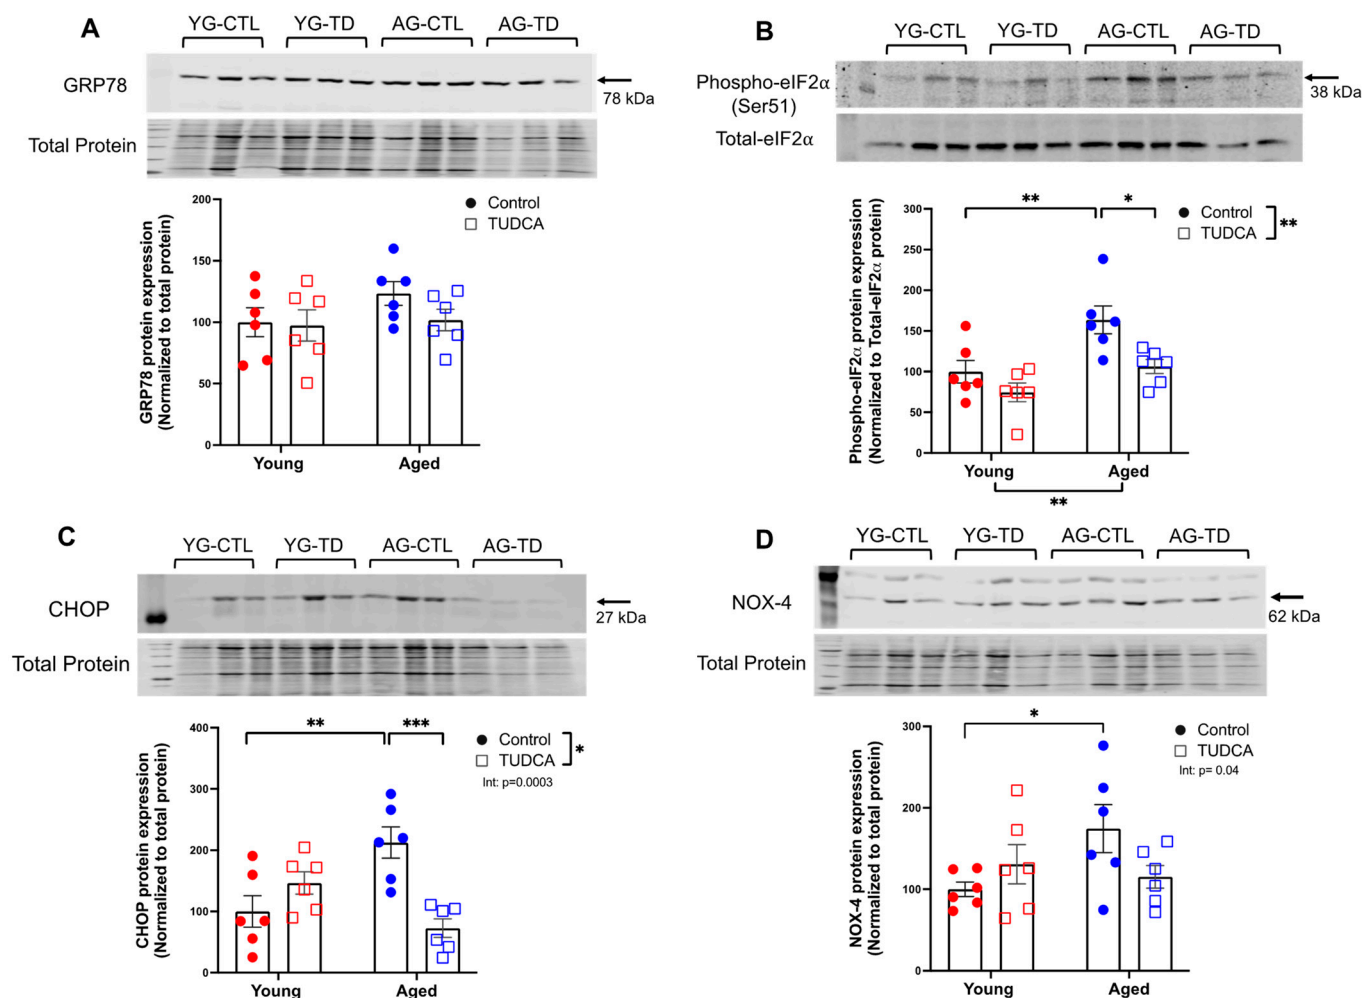 A
YG-CTL YG-TD AG-CTL AG-TD
GRP78
78 kDa
Total Protein
GRP78 protein expression
(Normalized to total protein)
200
150
100
50
0
Control
TUDCA
Young Aged
B
YG-CTL YG-TD AG-CTL AG-TD
Phospho-eIF2α
(Ser51)
38 kDa
Total-eIF2α
Phospho-eIF2α protein expression
(Normalized to Total-eIF2α protein)
300
250
200
150
100
50
0
** *
Control
TUDCA
**
Young Aged
**
C
YG-CTL YG-TD AG-CTL AG-TD
CHOP
27 kDa
Total Protein
CHOP protein expression
(Normalized to total protein)
400
300
200
100
0
** ***
Control
TUDCA
*
Int: p=0.0003
Young Aged
D
YG-CTL YG-TD AG-CTL AG-TD
NOX-4
62 kDa
Total Protein
NOX-4 protein expression
(Normalized to total protein)
300
200
100
0
*
Control
TUDCA
Int: p= 0.04
Young Aged